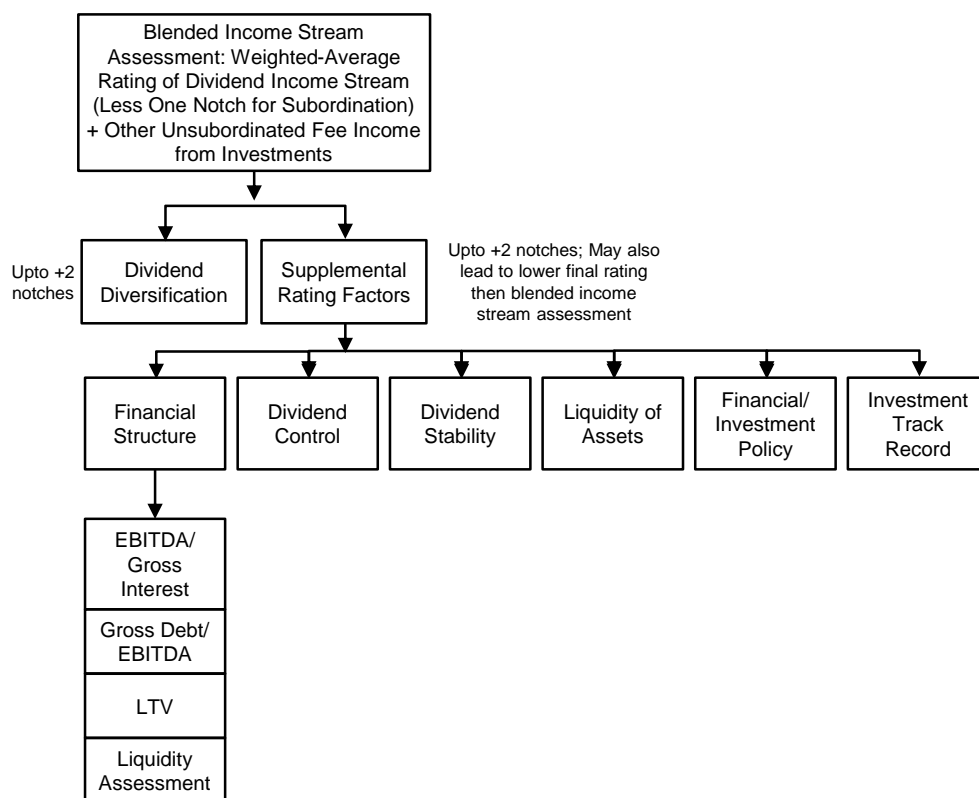 Blended Income Stream
Assessment: Weighted-Average
Rating of Dividend Income Stream
(Less One Notch for Subordination)
+ Other Unsubordinated Fee Income
from Investments
Upto +2
notches
Dividend
Diversification
Supplemental
Rating Factors
Upto +2 notches; May also
lead to lower final rating
then blended income
stream assessment
Financial
Structure
Dividend
Control
Dividend
Stability
Liquidity of
Assets
Financial/
Investment
Policy
Investment
Track
Record
EBITDA/
Gross
Interest
Gross Debt/
EBITDA
LTV
Liquidity
Assessment